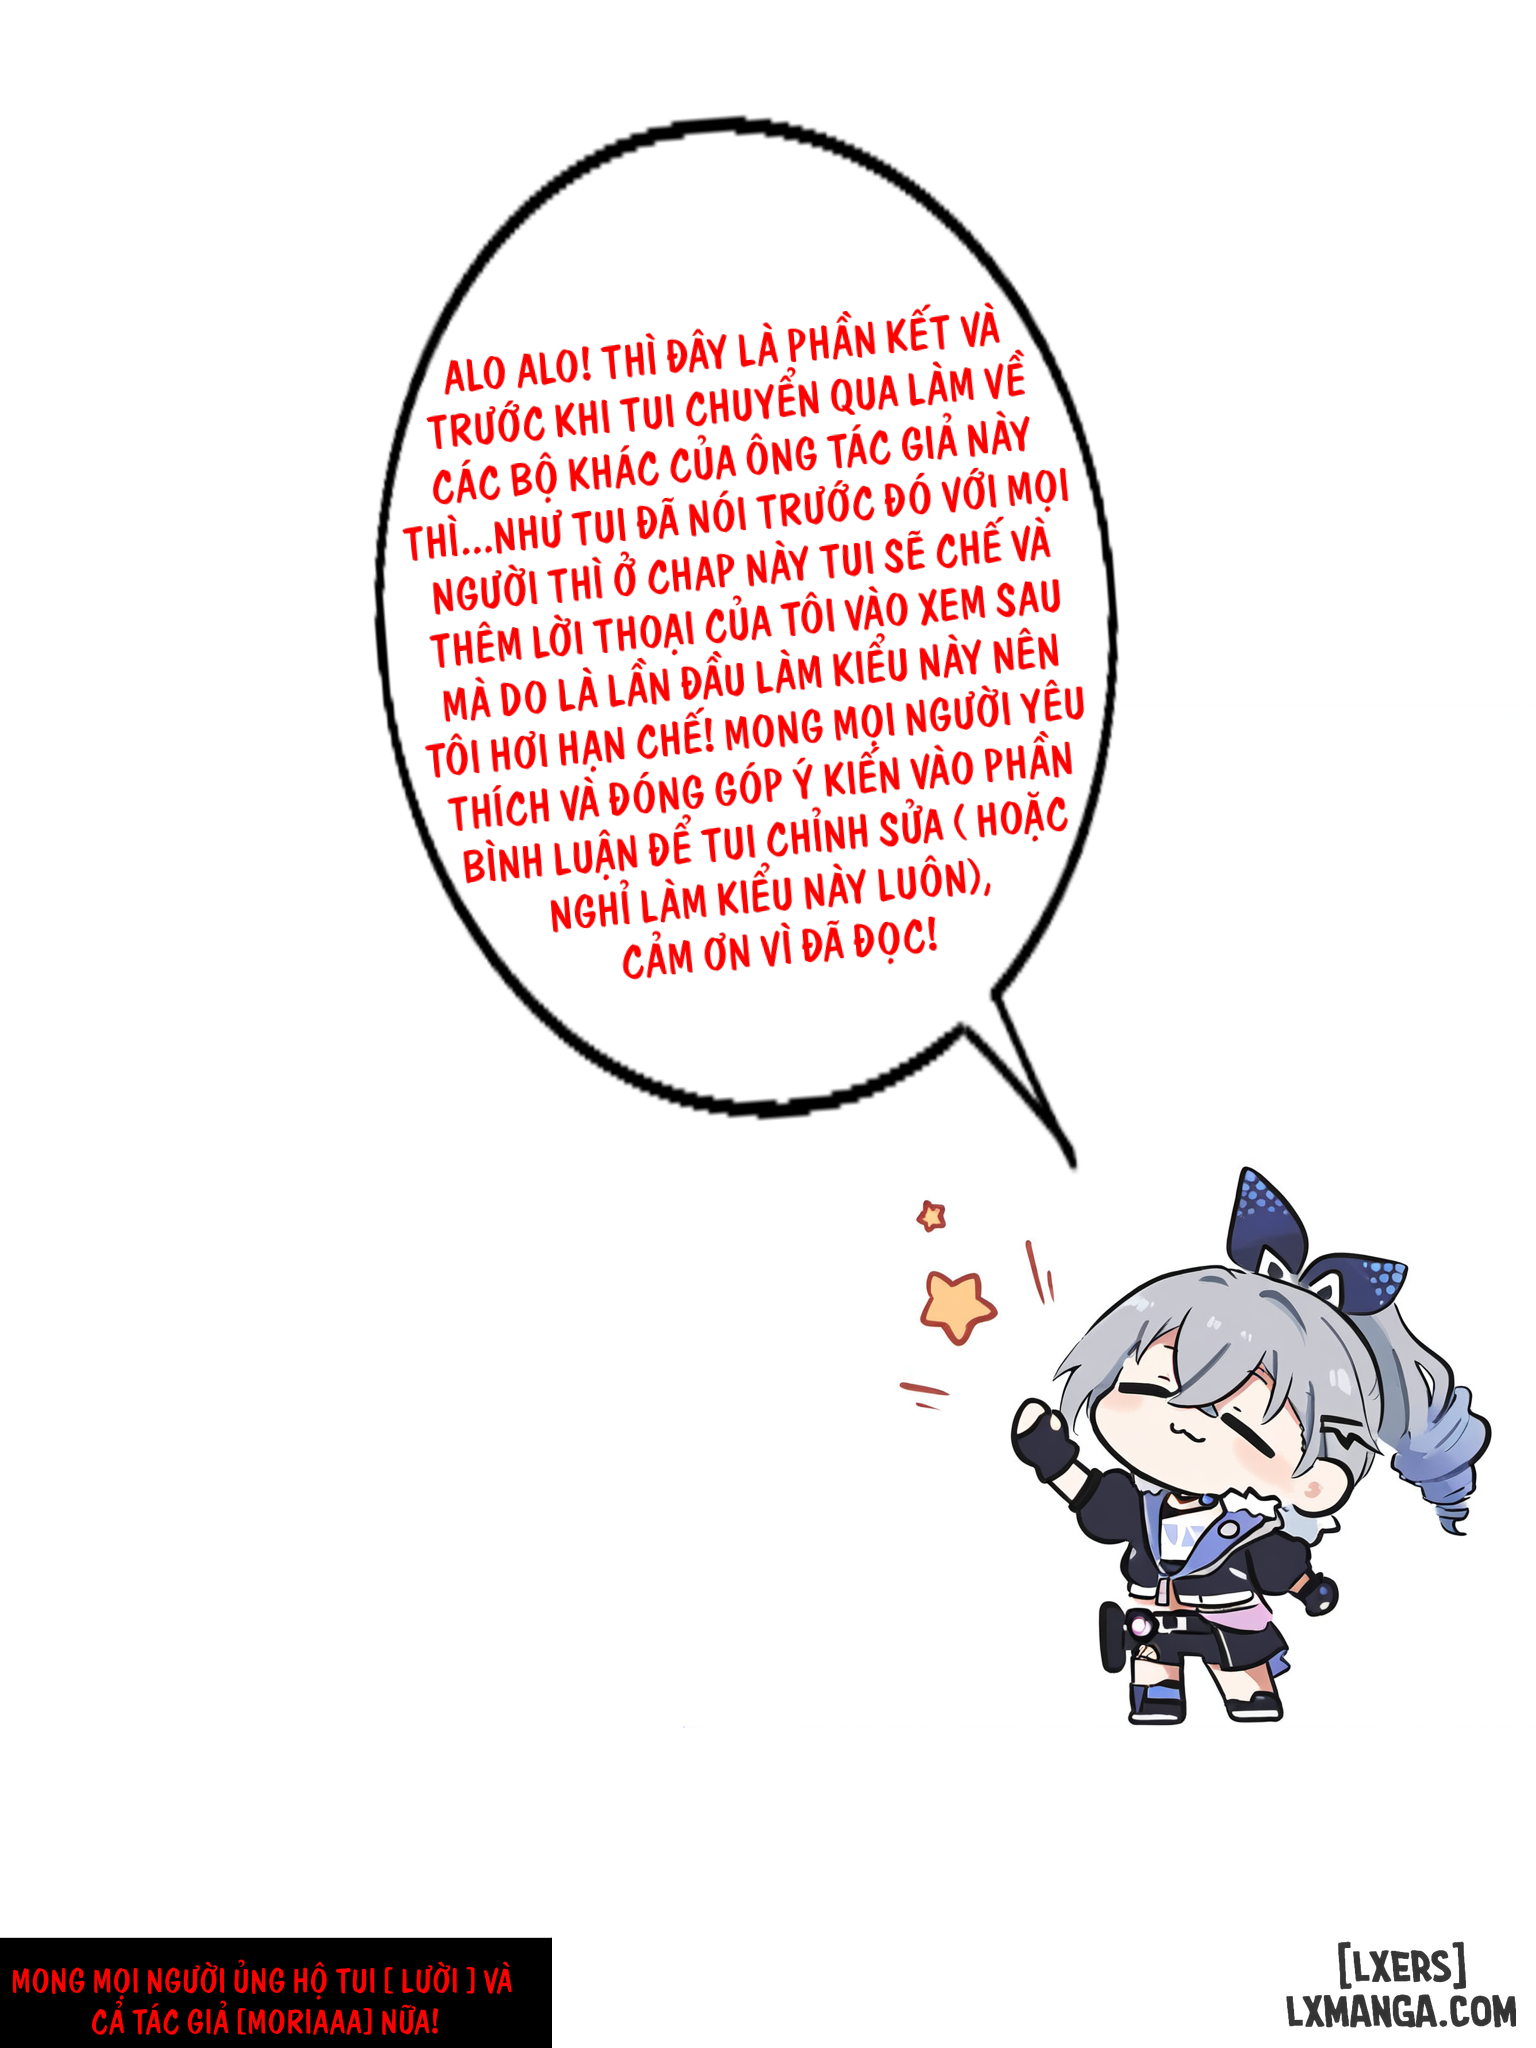 ALO ALO! THÌ ĐÂY LÀ PHẦN KẾT VÀ
TRƯỚC KHI TUI CHUYỂN QUA LÀM VỀ
CÁC BỘ KHÁC CỦA ÔNG TÁC GIẢ NÀY
THÌ...NHƯ TUI ĐÃ NÓI TRƯỚC ĐÓ VỚI MỌI
NGƯỜI THÌ Ở CHAP NÀY TUI SẼ CHẾ VÀ
THÊM LỜI THOẠI CỦA TÔI VÀO XEM SAU
MÀ DO LÀ LẦN ĐẦU LÀM KIỂU NÀY NÊN
TÔI HƠI HẠN CHẾ! MONG MỌI NGƯỜI YÊU
THÍCH VÀ ĐÓNG GÓP Ý KIẾN VÀO PHẦN
BÌNH LUẬN ĐỂ TUI CHỈNH SỬA ( HOẶC
NGHỈ LÀM KIỂU NÀY LUÔN),
CẢM ƠN VÌ ĐÃ ĐỌC!
MONG MỌI NGƯỜI ỦNG HỘ TUI [ LƯỜI ] VÀ
CẢ TÁC GIẢ [MORIAAA] NỮA!
[LXERS]
LXMANGA.COM